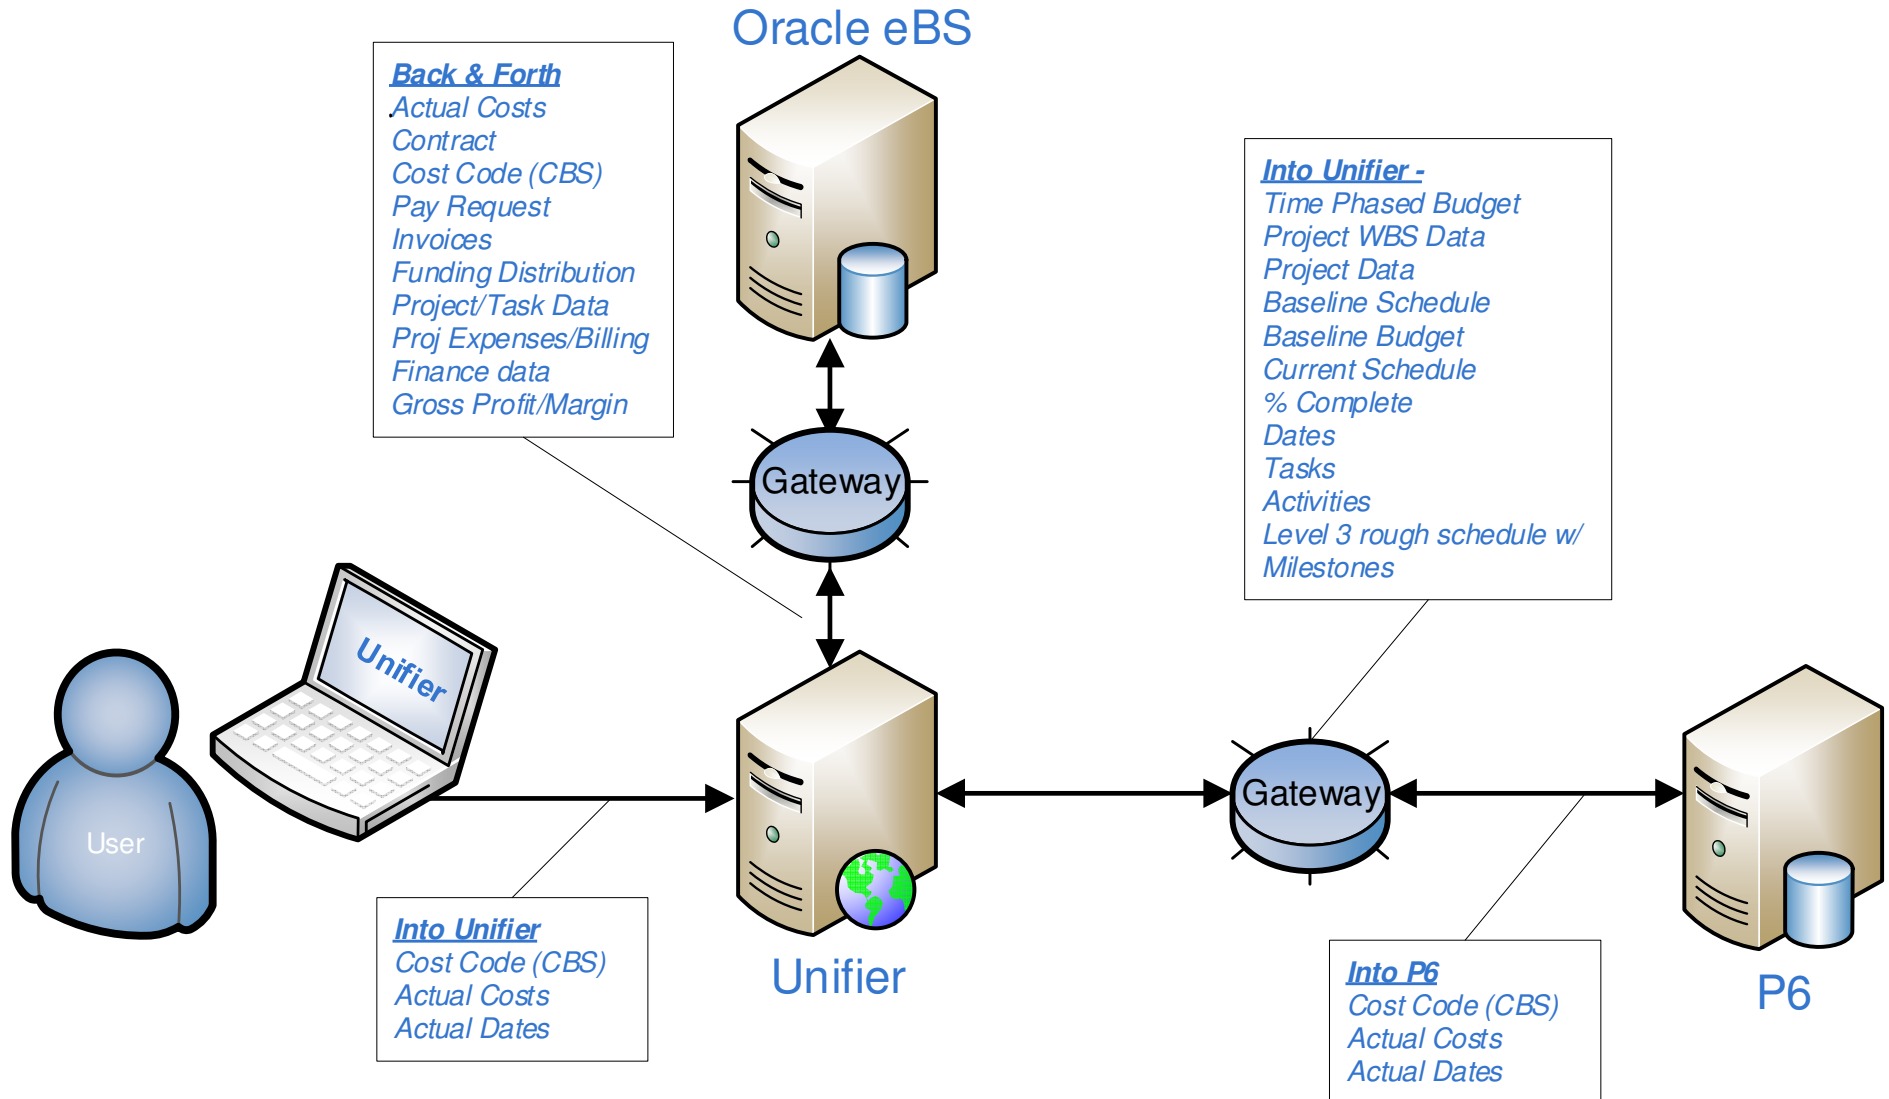 Oracle eBS
Back & Forth
Actual Costs
Contract
Cost Code (CBS)
Pay Request
Invoices
Funding Distribution
Project/Task Data
Proj Expenses/Billing
Finance data
Gross Profit/Margin
Into Unifier -
Time Phased Budget
Project WBS Data
Project Data
Baseline Schedule
Baseline Budget
Current Schedule
% Complete
Dates
Tasks
Activities
Level 3 rough schedule w/
Milestones
Gateway
Unifier
User
Gateway
Into Unifier
Cost Code (CBS)
Actual Costs
Actual Dates
Unifier
Into P6
Cost Code (CBS)
Actual Costs
Actual Dates
P6